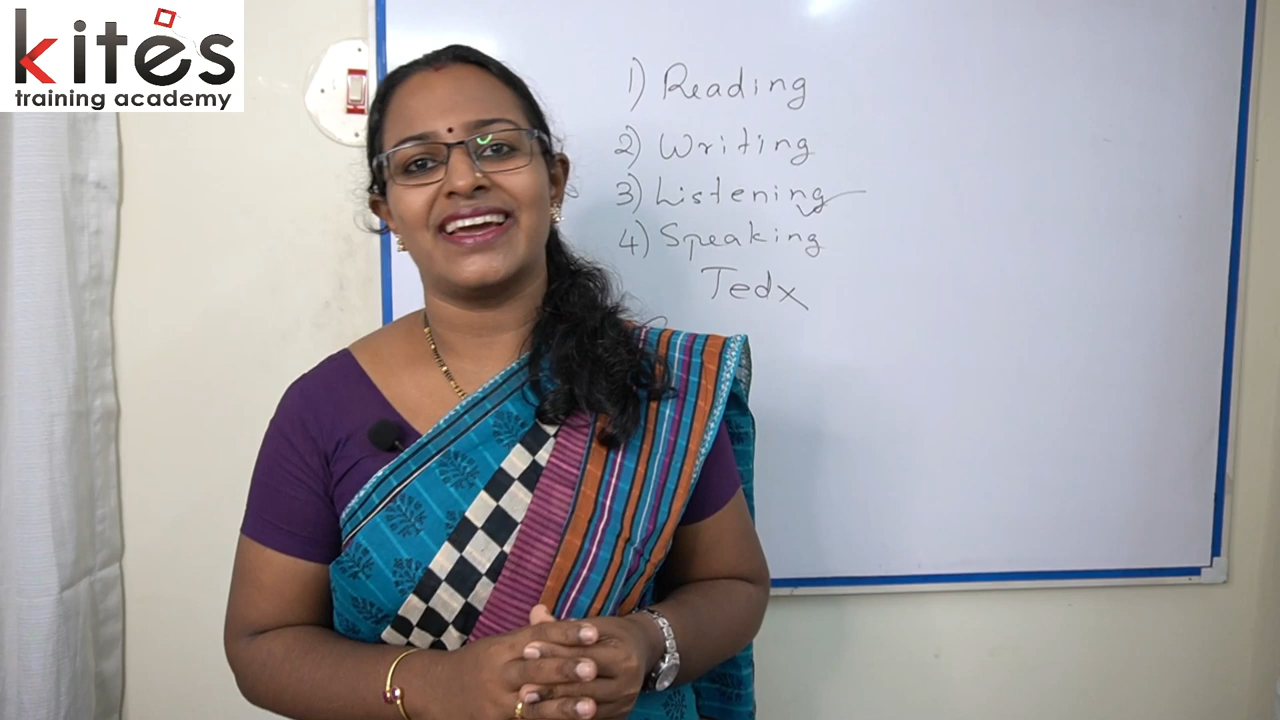 kites
training academy
1) Reading
2) Writing
3) Listening
4) Speaking
Tedx